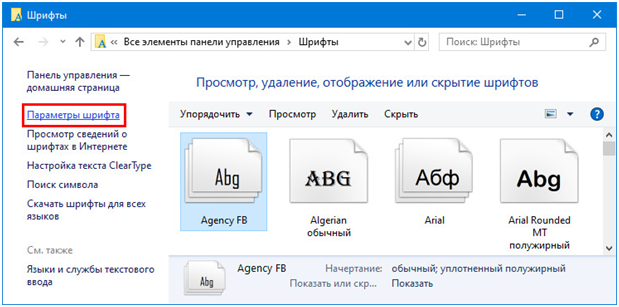 Шрифты
Все элементы панели управления > Шрифты
Поиск: Шрифты
Панель управления —
домашняя страница
Параметры шрифта
Просмотр сведений о
шрифтах в Интернете
Настройка текста ClearType
Поиск символа
Скачать шрифты для всех
языков
См. также
Языки и службы текстового
ввода
Просмотр, удаление, отображение или скрытие шрифтов
Упорядочить Просмотр Удалить Скрыть
Abg
Agency FB
ABG
Algerian
обычный
Абф
Arial
Abg
Arial Rounded
MT
полужирный
Abg
Agency FB Начертание: обычный; уплотненный полужирный
Показать или скр... Показать